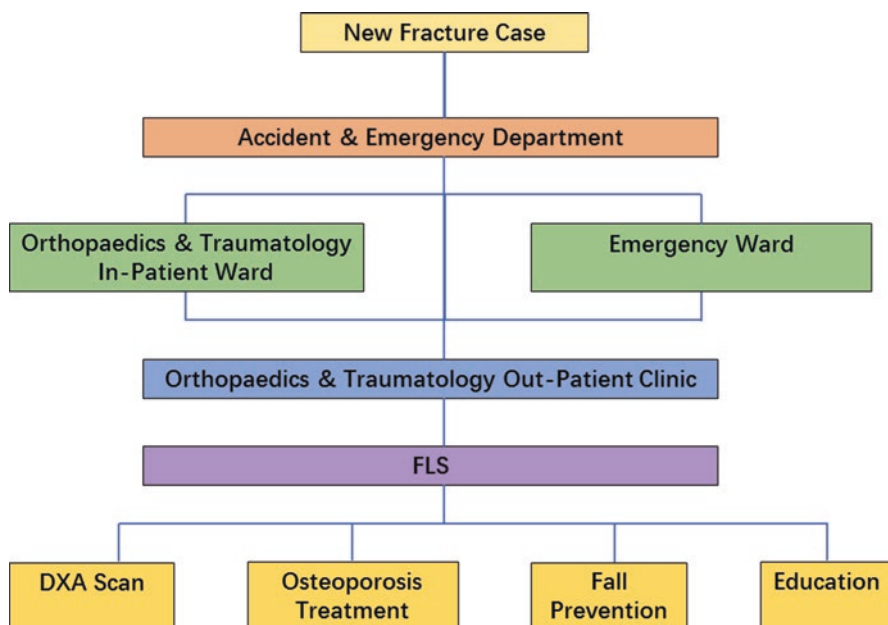 New Fracture Case
Accident & Emergency Department
Orthopaedics & Traumatology
In-Patient Ward
Emergency Ward
Orthopaedics & Traumatology Out-Patient Clinic
FLS
DXA Scan
Osteoporosis
Treatment
Fall
Prevention
Education